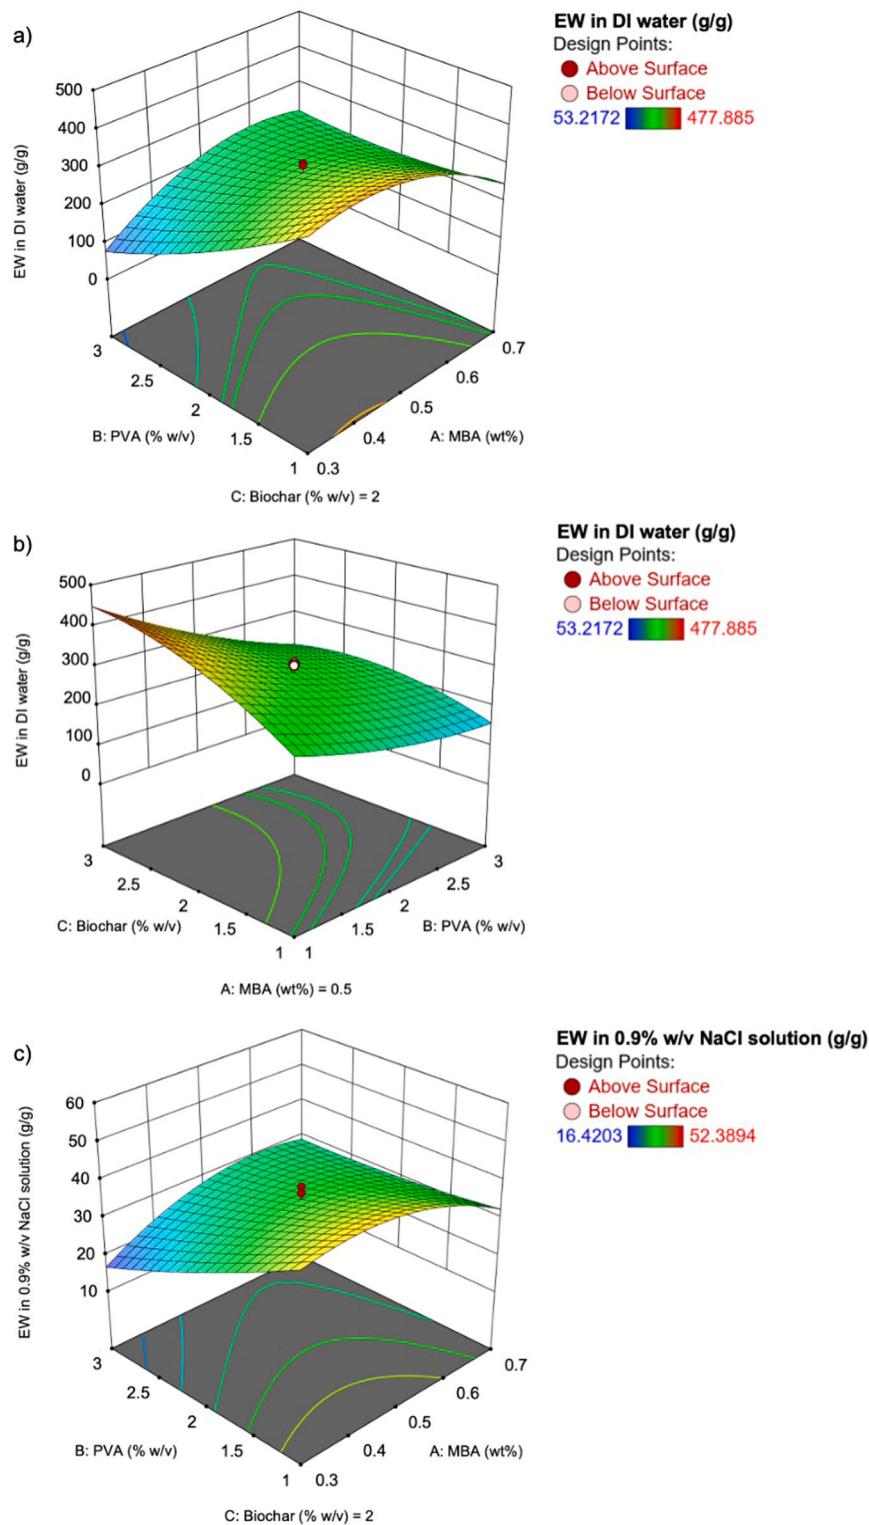 a)
EW in DI water (g/g)
Design Points:
Above Surface
Below Surface
53.2172 477.885
EW in DI water (g/g)
500
400
300
200
100
0
3
2.5
2
1.5
1
B: PVA (% w/v)
0.3
0.4
0.5
0.6
0.7
A: MBA (wt%)
C: Biochar (% w/v) = 2
b)
EW in DI water (g/g)
Design Points:
Above Surface
Below Surface
53.2172 477.885
EW in DI water (g/g)
500
400
300
200
100
0
3
2.5
2
1.5
1
C: Biochar (% w/v)
1
1.5
2
2.5
3
B: PVA (% w/v)
A: MBA (wt%) = 0.5
c)
EW in 0.9% w/v NaCl solution (g/g)
Design Points:
Above Surface
Below Surface
16.4203 52.3894
EW in 0.9% w/v NaCl solution (g/g)
60
50
40
30
20
10
3
2.5
2
1.5
1
B: PVA (% w/v)
0.3
0.4
0.5
0.6
0.7
A: MBA (wt%)
C: Biochar (% w/v) = 2